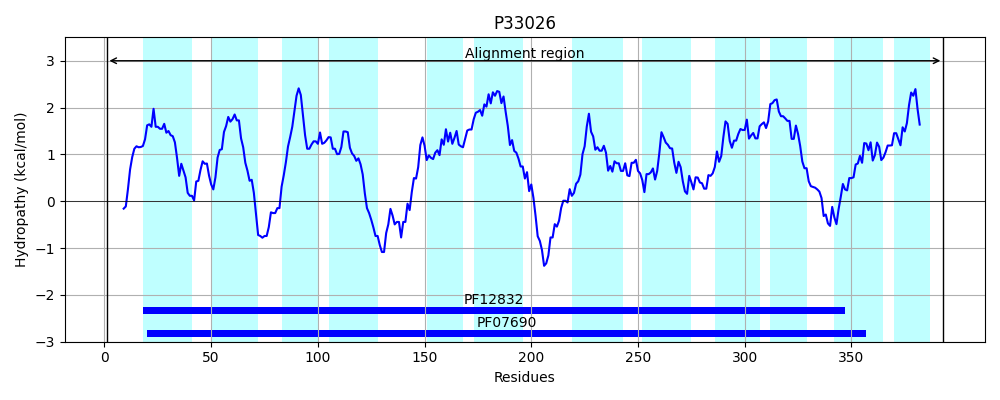 P33026
Alignment region
3
2
1
0
−1
−2
−3
Hydropathy (kcal/mol)
PF12832
PF07690
0 50 100 150 200 250 300 350
Residues